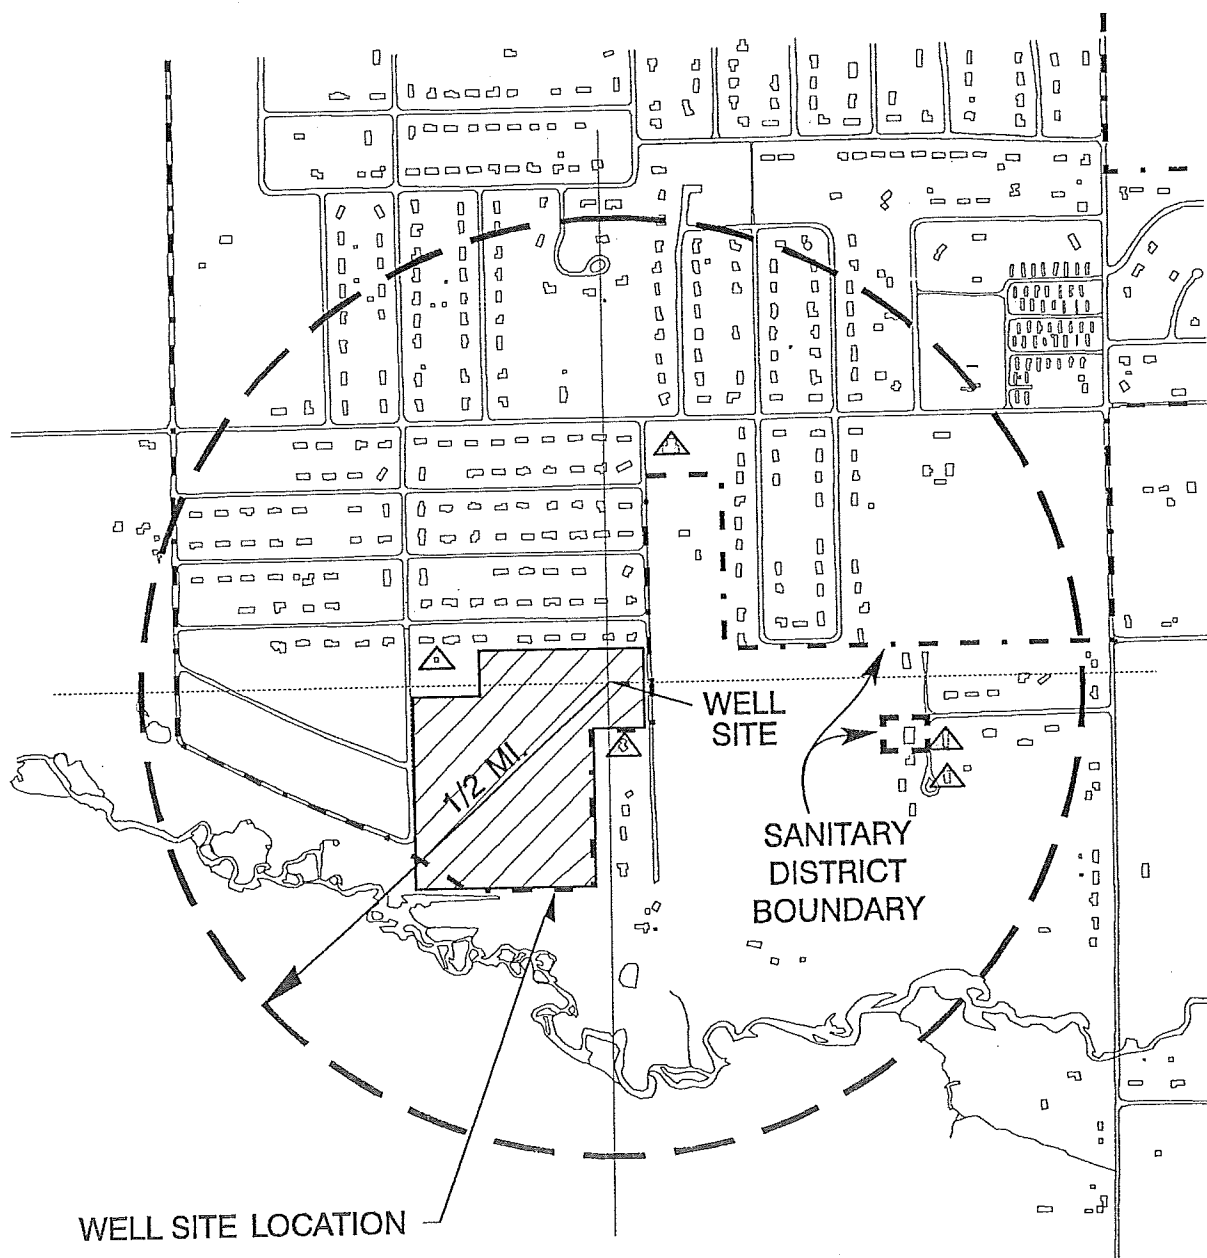 WELL
SITE
1/2 MI.
SANITARY
DISTRICT
BOUNDARY
WELL SITE LOCATION